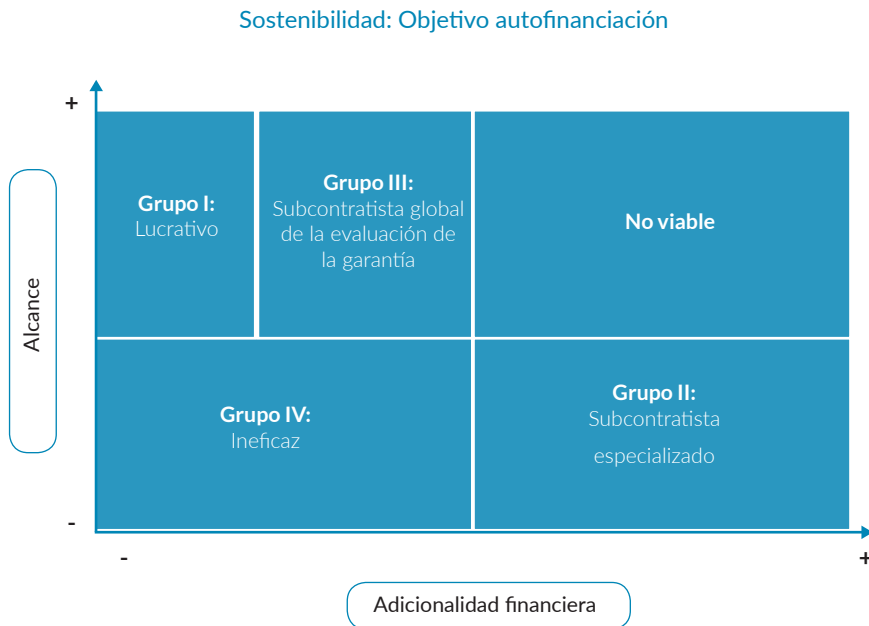 Sostenibilidad: Objetivo autofinanciación
+
Alcance
Grupo I:
Lucrativo
Grupo III:
Subcontratista global
de la evaluación de
la garantía
No viable
Grupo IV:
Ineficaz
Grupo II:
Subcontratista
especializado
-
-
+
Adicionalidad financiera